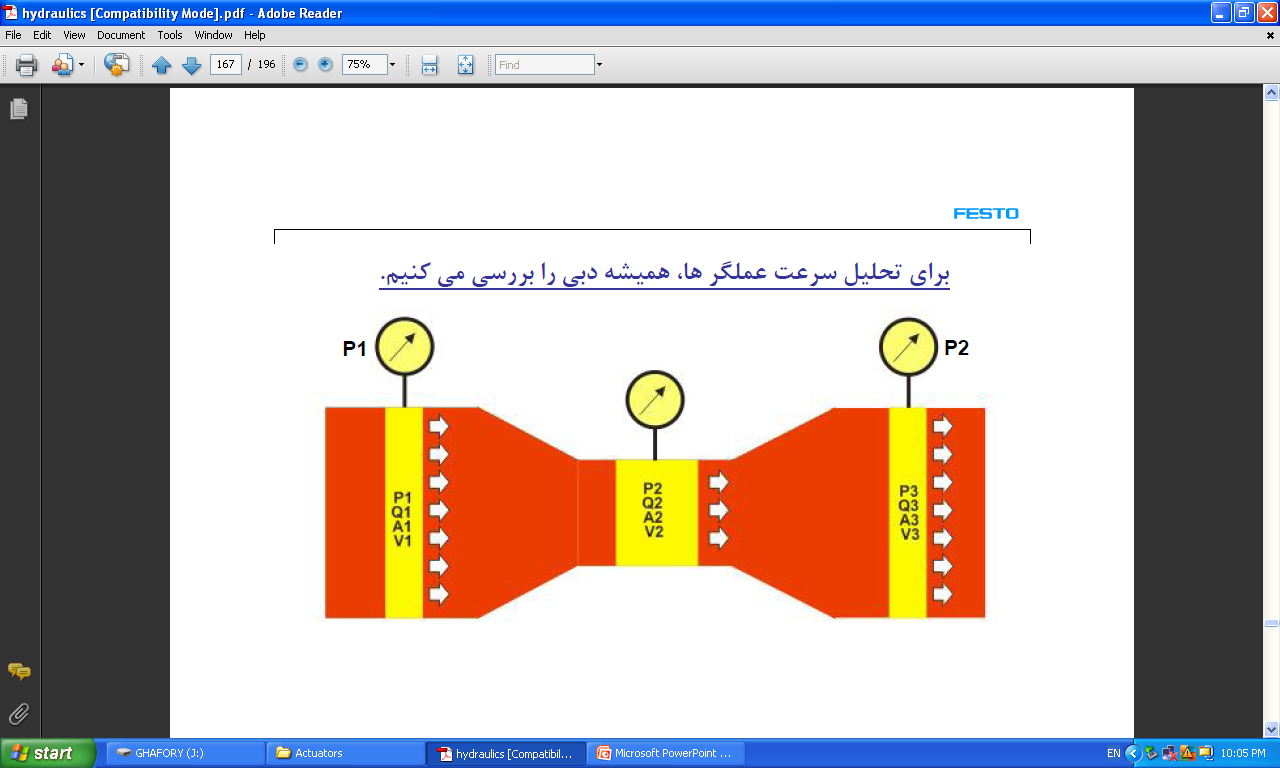 hydraulics [Compatibility Mode].pdf - Adobe Reader
File Edit View Document Tools Window Help
167 / 196 75% Find
FESTO
برای تحلیل سرعت عملگر ها، همیشه دبی را بررسی می کنیم.
P1 P2
P1
Q1
A1
V1
P2
Q2
A2
V2
P3
Q3
A3
V3
start GHAFORY (J:) Actuators hydraulics [Compatibil... Microsoft PowerPoint ... EN 10:05 PM